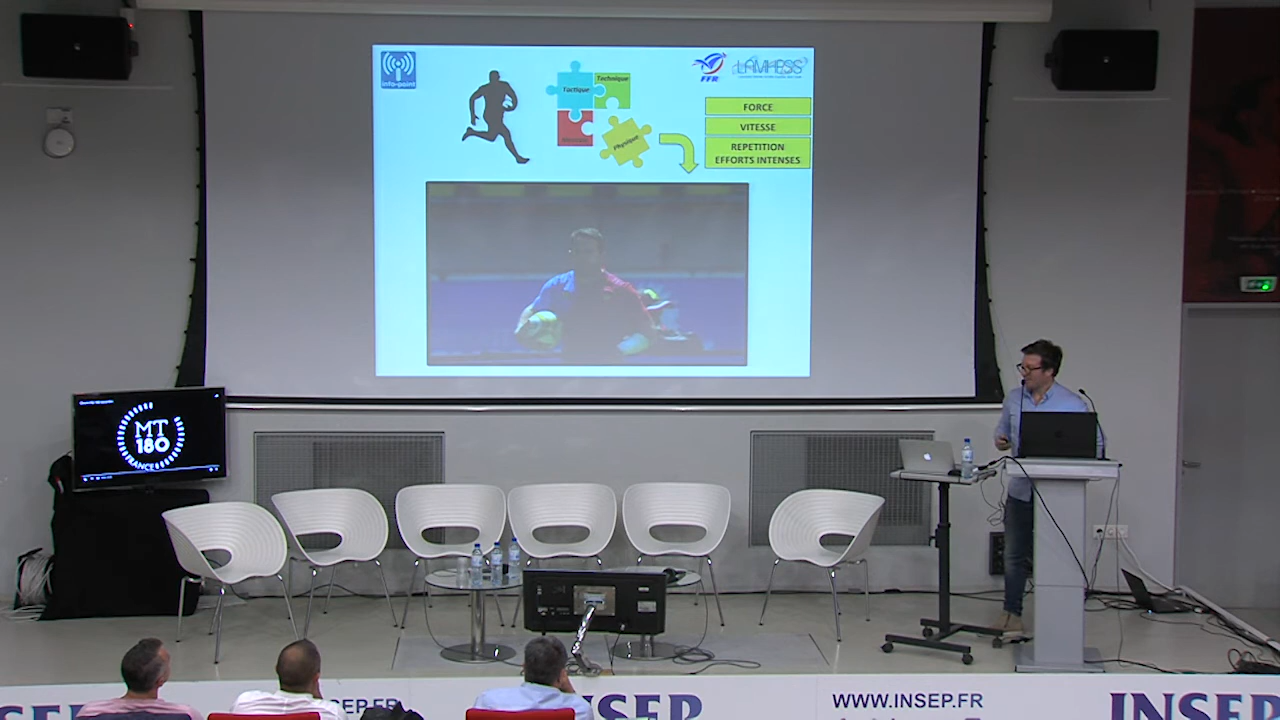 info-point
Tactique
Technique
Physique
FFR
LAMHESS
FORCE
VITESSE
REPETITION
EFFORTS INTENSES
MT
180
FRANCE
INSEP
WWW.INSEP.FR
INSEP